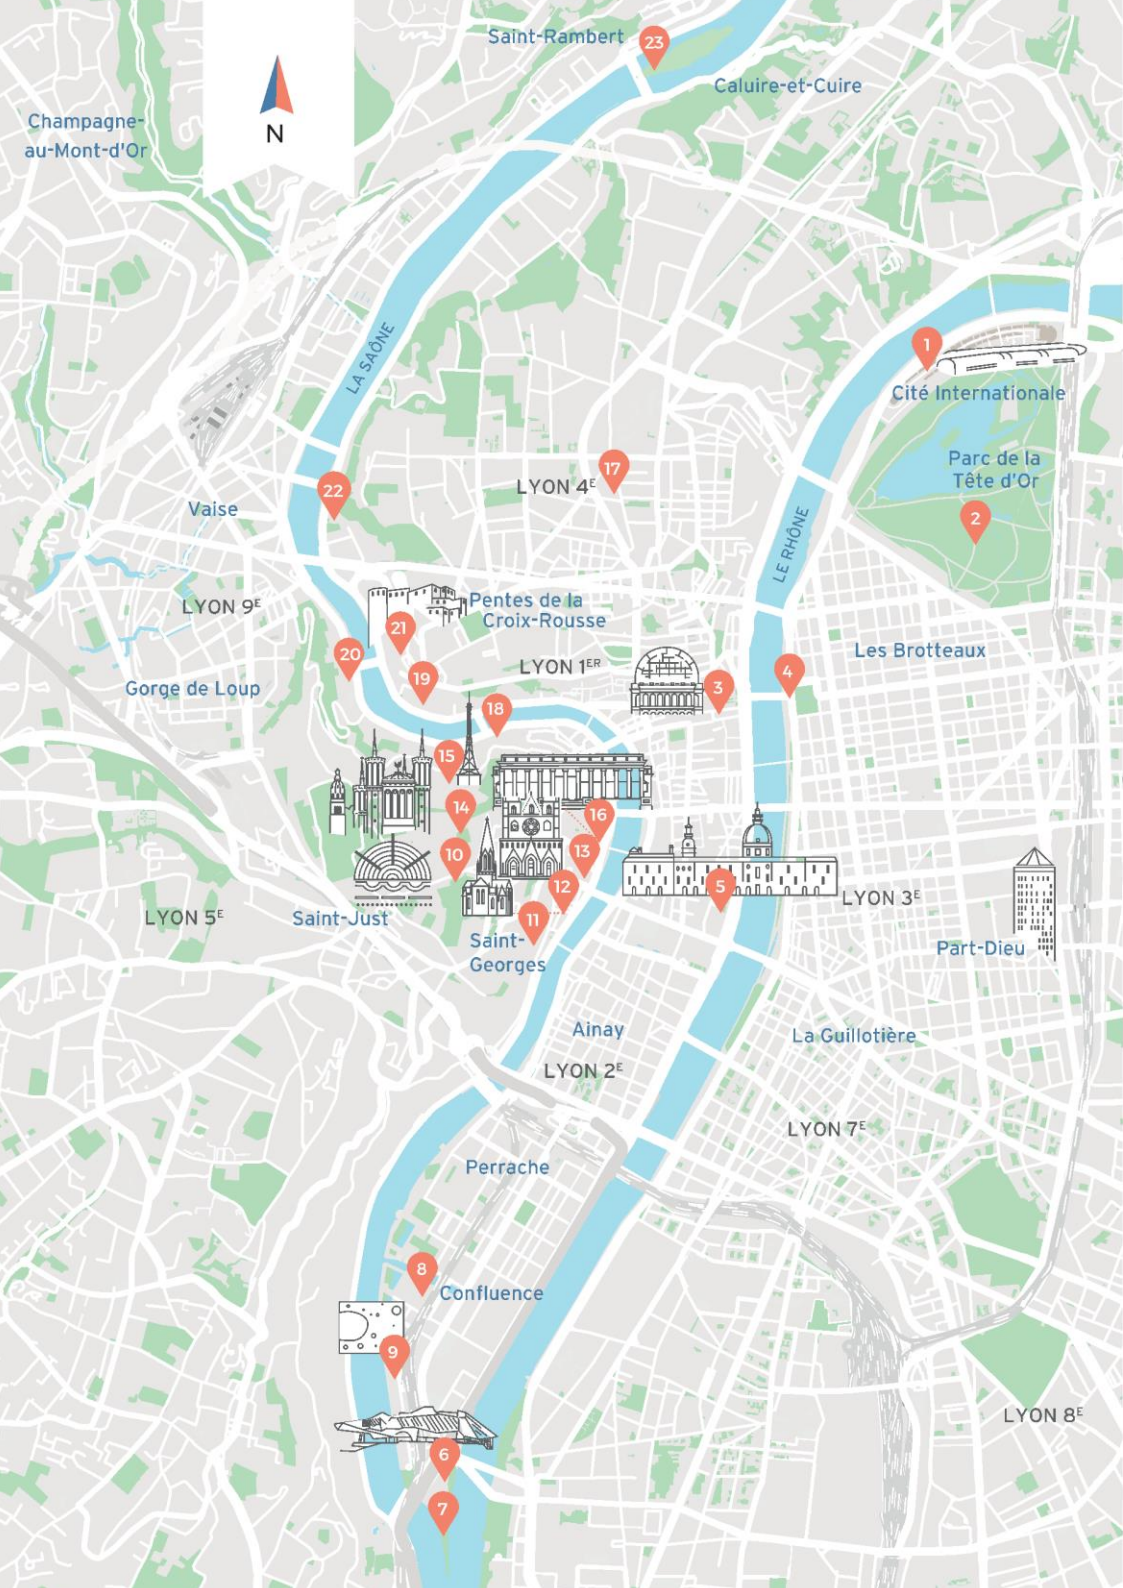 Saint-Rambert
23
Caluire-et-Cuire
N
Champagne-
au-Mont-d'Or
LA SAÔNE
1
Cité Internationale
Parc de la
Tête d'Or
2
17
LYON 4E
22
Vaise
LE RHÔNE
LYON 9E
Pentes de la
Croix-Rousse
21
20
LYON 1ER
Les Brotteaux
19
3
4
Gorge de Loup
18
15
14
16
10
13
12
5
LYON 3E
11
LYON 5E
Saint-Just
Saint-
Georges
Part-Dieu
Ainay
La Guillotière
LYON 2E
LYON 7E
Perrache
8
Confluence
9
LYON 8E
6
7